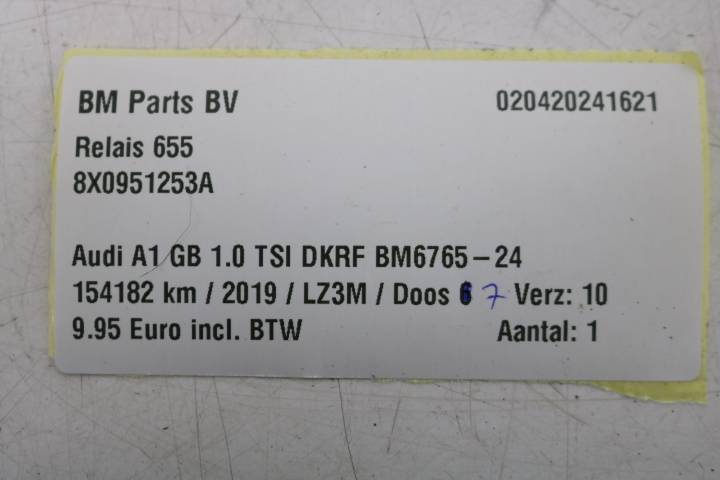 BM Parts BV 020420241621
Relais 655
8X0951253A
Audi A1 GB 1.0 TSI DKRF BM6765-24
154182 km / 2019 / LZ3M / Doos 6 7 Verz: 10
9.95 Euro incl. BTW Aantal: 1